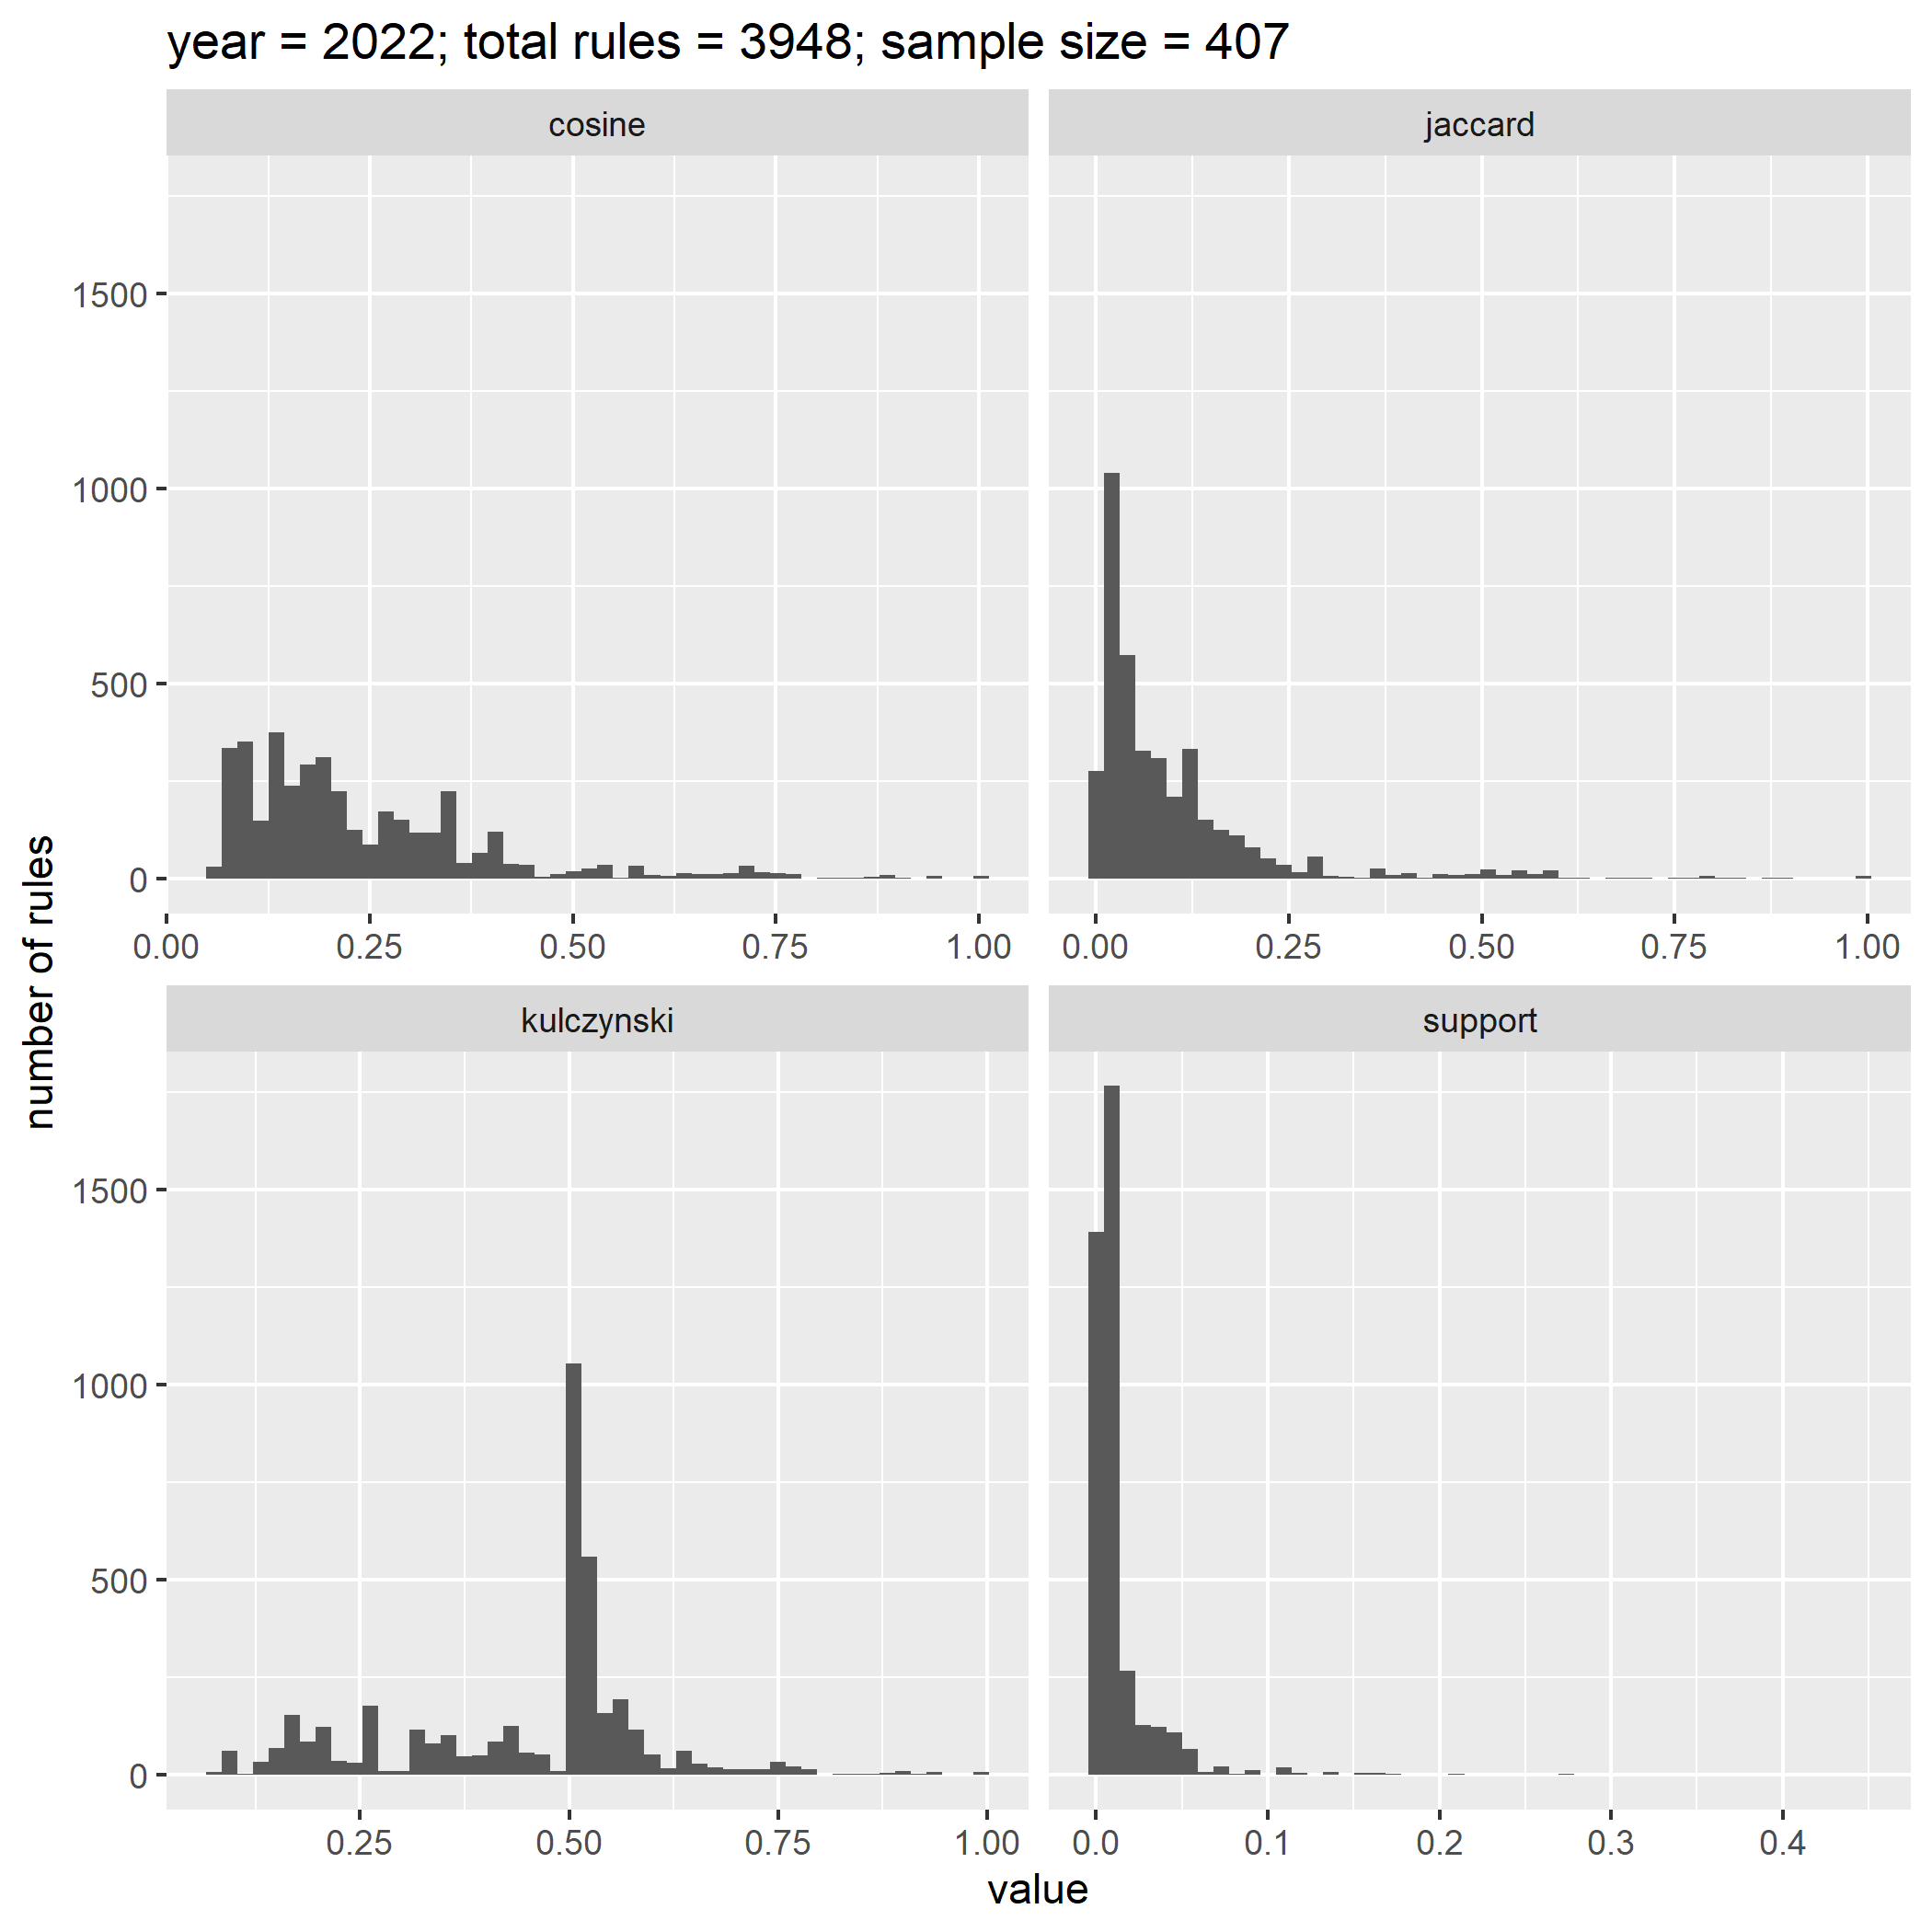 year = 2022; total rules = 3948; sample size = 407
cosine
jaccard
1500
1000
500
0
0.00 0.25 0.50 0.75 1.00
0.00 0.25 0.50 0.75 1.00
number of rules
kulczynski
support
1500
1000
500
0
0.25 0.50 0.75 1.00
0.0 0.1 0.2 0.3 0.4
value